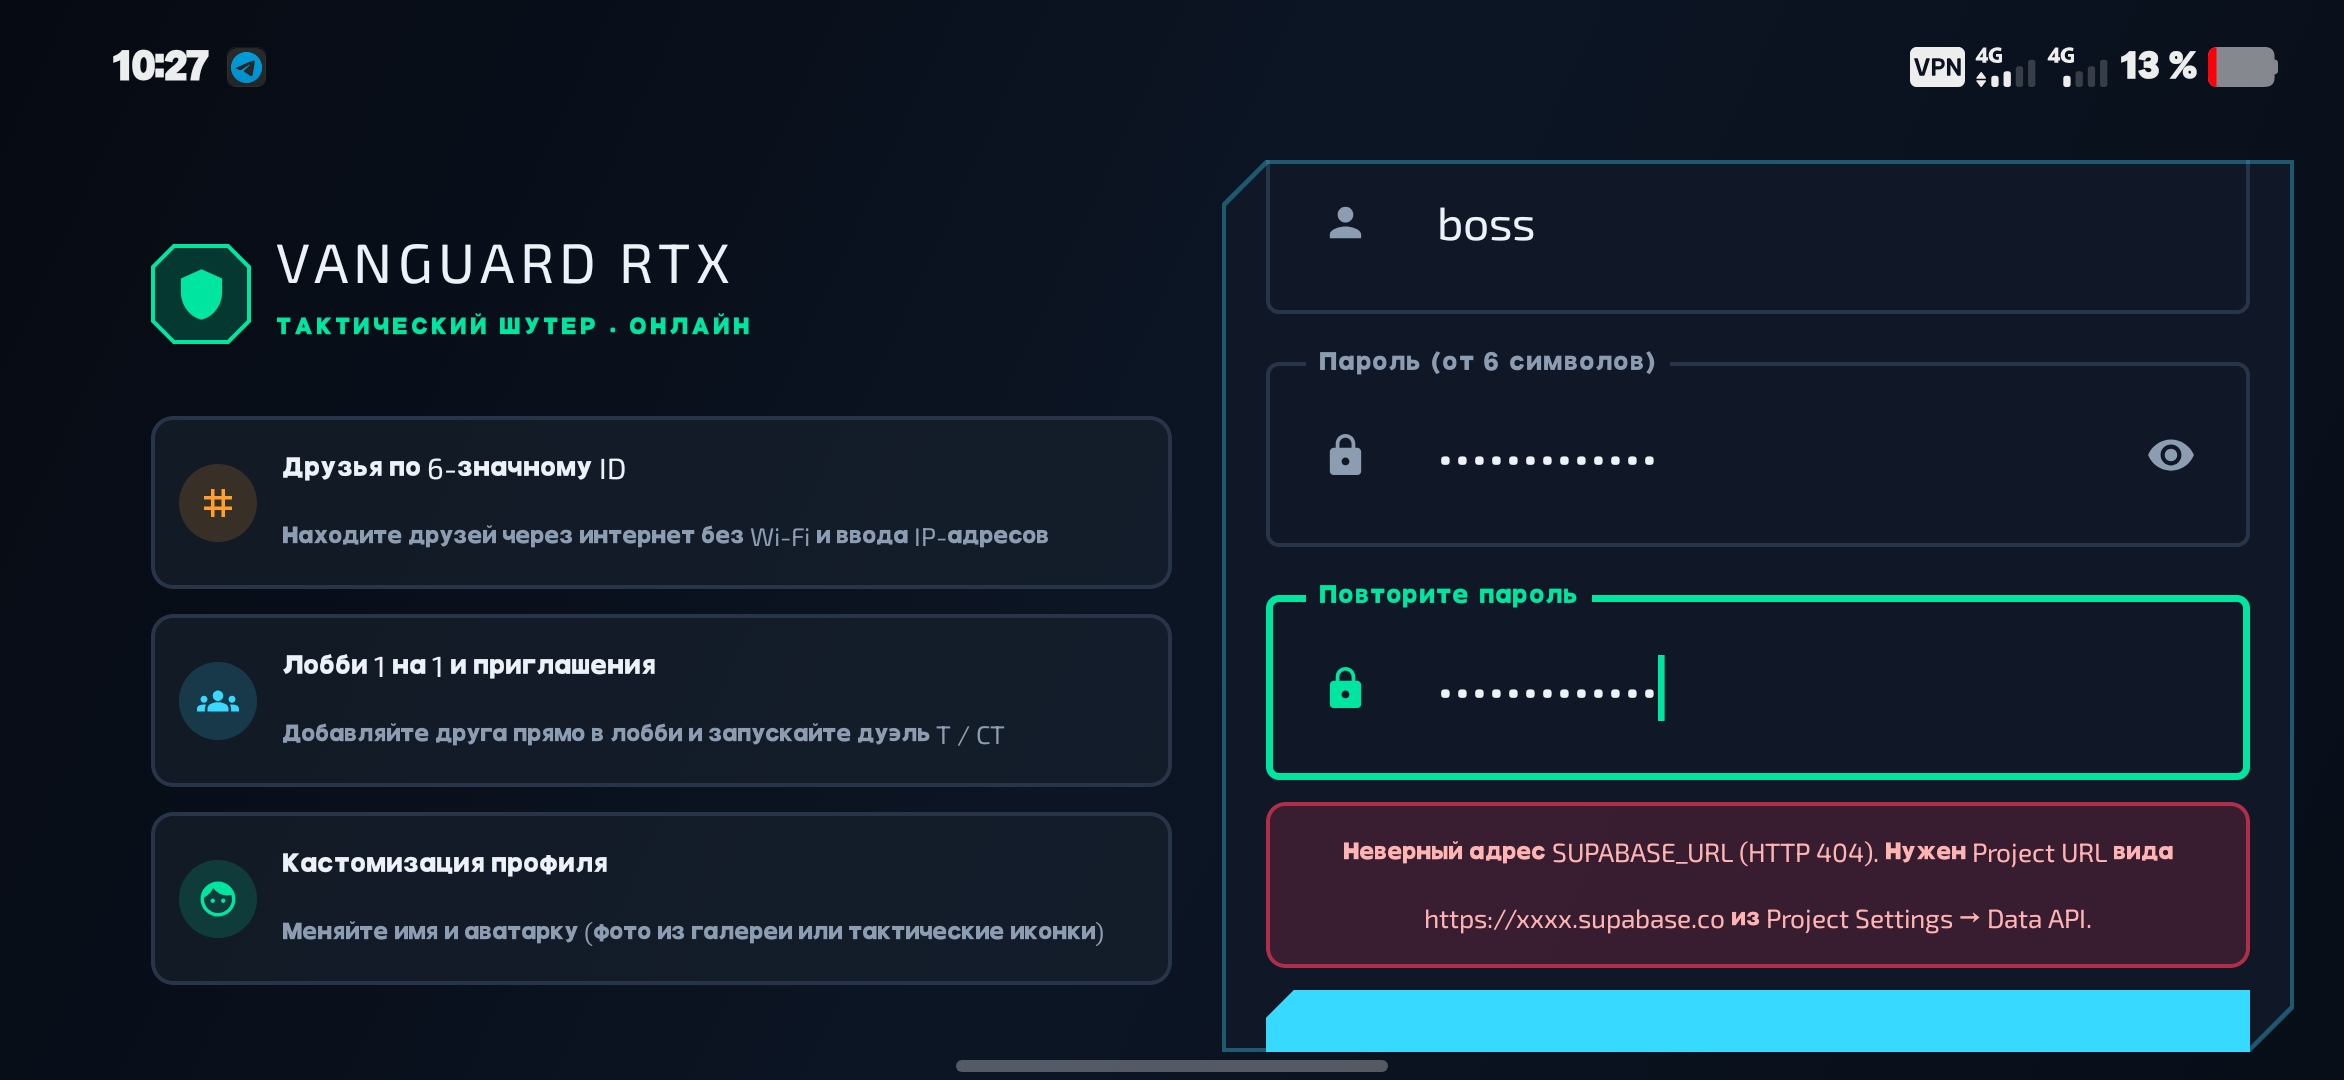 10:27
VPN 4G 4G 13 %
VANGUARD RTX
ТАКТИЧЕСКИЙ ШУТЕР · ОНЛАЙН
Друзья по 6-значному ID
Находите друзей через интернет без Wi-Fi и ввода IP-адресов
Лобби 1 на 1 и приглашения
Добавляйте друга прямо в лобби и запускайте дуэль T / CT
Кастомизация профиля
Меняйте имя и аватарку (фото из галереи или тактические иконки)
boss
Пароль (от 6 символов)
•••••••••••••
Повторите пароль
•••••••••••••
Неверный адрес SUPABASE_URL (HTTP 404). Нужен Project URL вида
https://xxxx.supabase.co из Project Settings → Data API.